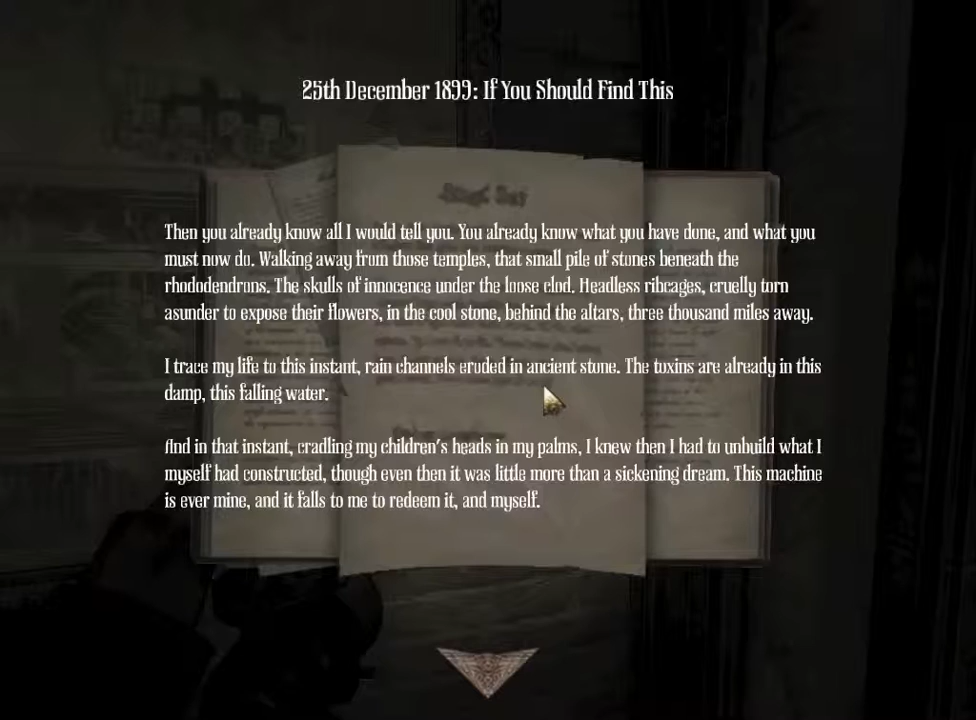 25th December 1899: If You Should Find This
Then you already know all I would tell you. You already know what you have done, and what you
must now do. Walking away from those temples, that small pile of stones beneath the
rhododendrons. The skulls of innocence under the loose clod. Headless ribcages, cruelly torn
asunder to expose their flowers, in the cool stone, behind the altars, three thousand miles away.
I trace my life to this instant, rain channels eroded in ancient stone. The toxins are already in this
damp, this falling water.
And in that instant, cradling my children's heads in my palms, I knew then I had to unbuild what I
myself had constructed, though even then it was little more than a sickening dream. This machine
is ever mine, and it falls to me to redeem it, and myself.